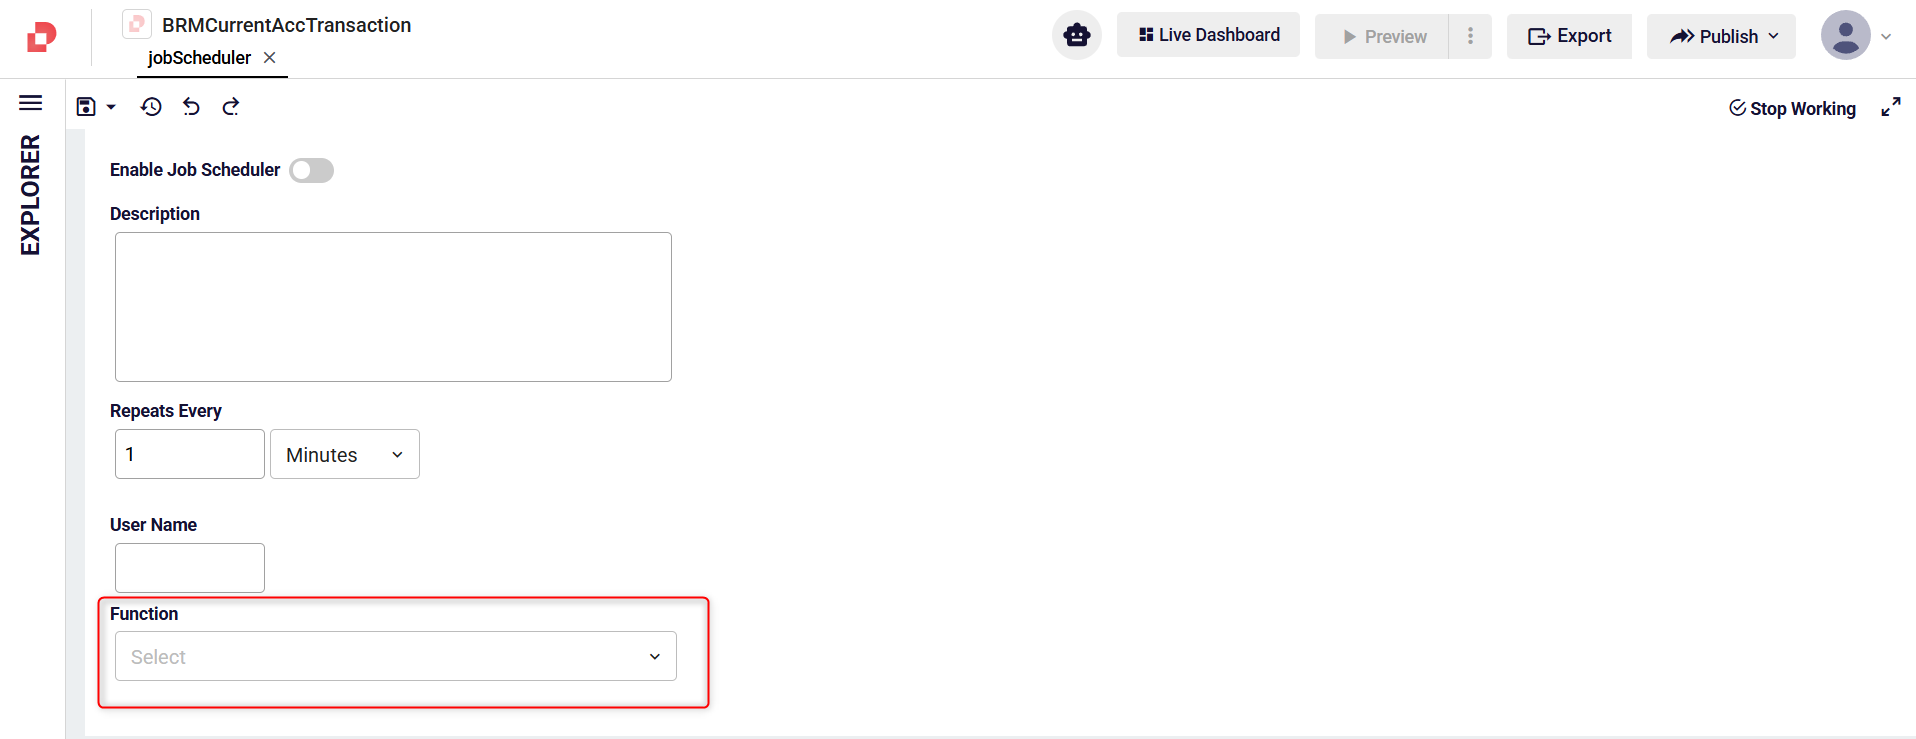 BRMCurrentAccTransaction
jobScheduler
Live Dashboard
Preview
Export
Publish
EXPLORER
Stop Working
Enable Job Scheduler
Description
Repeats Every
1
Minutes
User Name
Function
Select